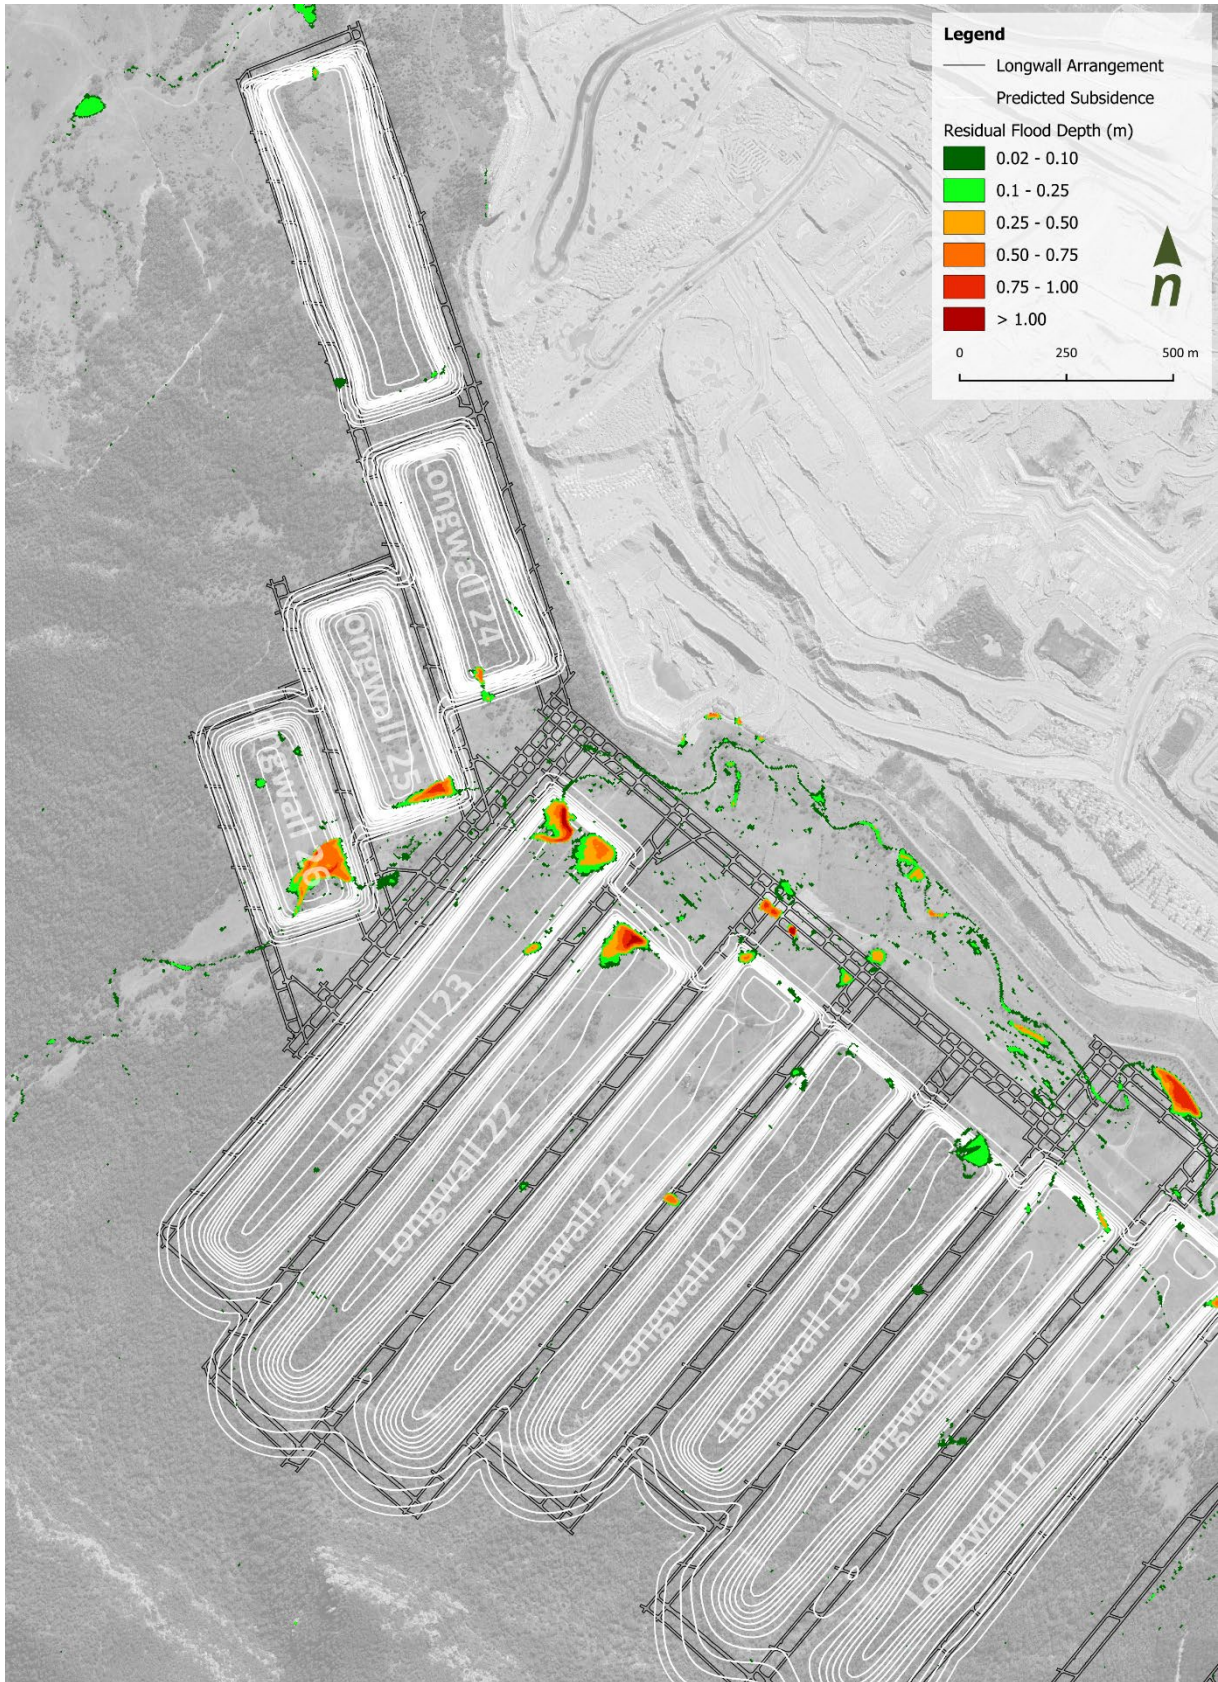 Legend
Longwall Arrangement
Predicted Subsidence
Residual Flood Depth (m)
0.02 - 0.10
0.1 - 0.25
0.25 - 0.50
0.50 - 0.75
0.75 - 1.00
> 1.00
n
0 250 500 m
Longwall 24
Longwall 25
Longwall 26
Longwall 23
Longwall 22
Longwall 21
Longwall 20
Longwall 19
Longwall 18
Longwall 17